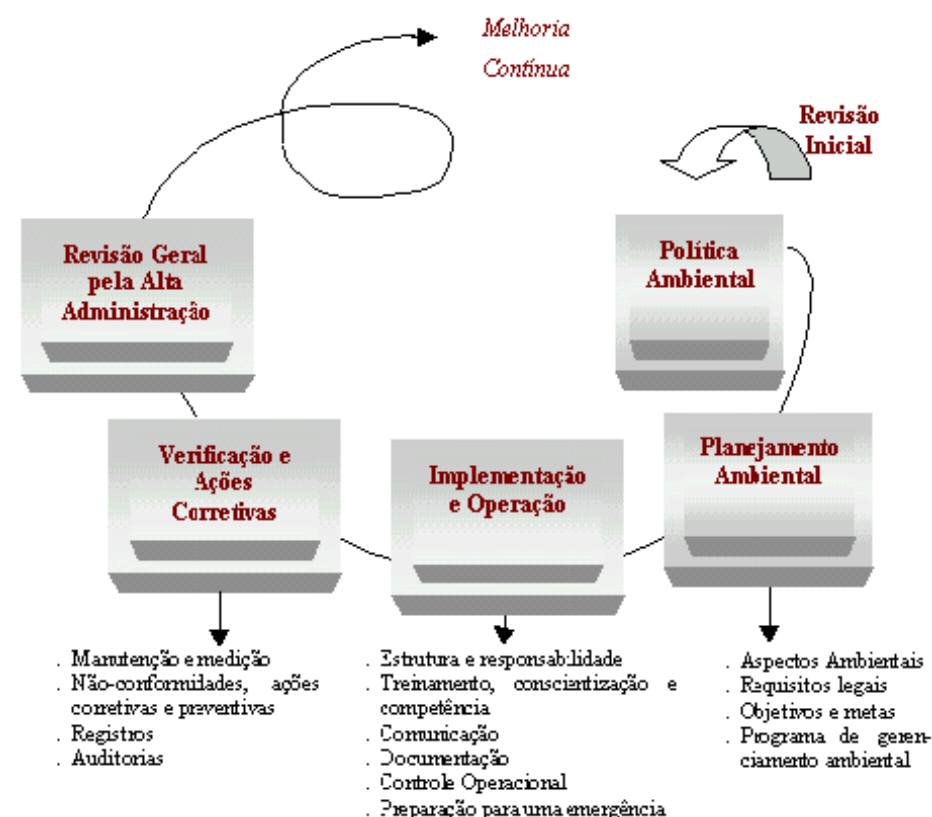 Melhoria
Contínua
Revisão
Inicial
Revisão Geral
pela Alta
Administração
Política
Ambiental
Verificação e
Ações
Corretivas
Implementação
e Operação
Planejamento
Ambiental
. Manutenção e medição
. Não-conformidades, ações
corretivas e preventivas
. Registros
. Auditorias
. Estrutura e responsabilidade
. Treinamento, conscientização e
competência
. Comunicação
. Documentação
. Controle Operacional
. Preparação para uma emergência
. Aspectos Ambientais
. Requisitos legais
. Objetivos e metas
. Programa de geren-
ciamento ambiental